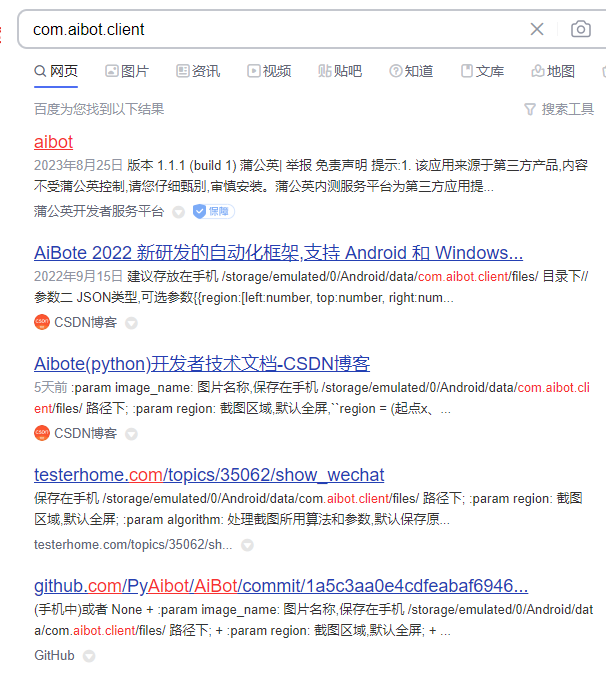 com.aibot.client
网页 图片 资讯 视频 贴吧 知道 文库 地图
百度为您找到以下结果 搜索工具
aibot
2023年8月25日 版本 1.1.1 (build 1) 蒲公英| 举报 免责声明 提示:1. 该应用来源于第三方产品,内容
不受蒲公英控制,请您仔细甄别,审慎安装。蒲公英内测服务平台为第三方应用提...
蒲公英开发者服务平台 保障
AiBote 2022 新研发的自动化框架,支持 Android 和 Windows...
2022年9月15日 建议存放在手机 /storage/emulated/0/Android/data/com.aibot.client/files/ 目录下//
参数二 JSON类型,可选参数{{region:[left:number, top:number, right:num...
CSDN博客
Aibote(python)开发者技术文档-CSDN博客
5天前 :param image_name: 图片名称,保存在手机 /storage/emulated/0/Android/data/com.aibot.cli
ent/files/ 路径下; :param region: 截图区域,默认全屏,``region = (起点x、...
CSDN博客
testerhome.com/topics/35062/show_wechat
保存在手机 /storage/emulated/0/Android/data/com.aibot.client/files/ 路径下; :param region: 截图
区域,默认全屏; :param algorithm: 处理截图所用算法和参数,默认保存原...
testerhome.com/topics/35062/sh...
github.com/PyAibot/AiBot/commit/1a5c3aa0e4cdfeabaf6946...
(手机中)或者 None + :param image_name: 图片名称,保存在手机 /storage/emulated/0/Android/dat
a/com.aibot.client/files/ 路径下; + :param region: 截图区域,默认全屏; + ...
GitHub